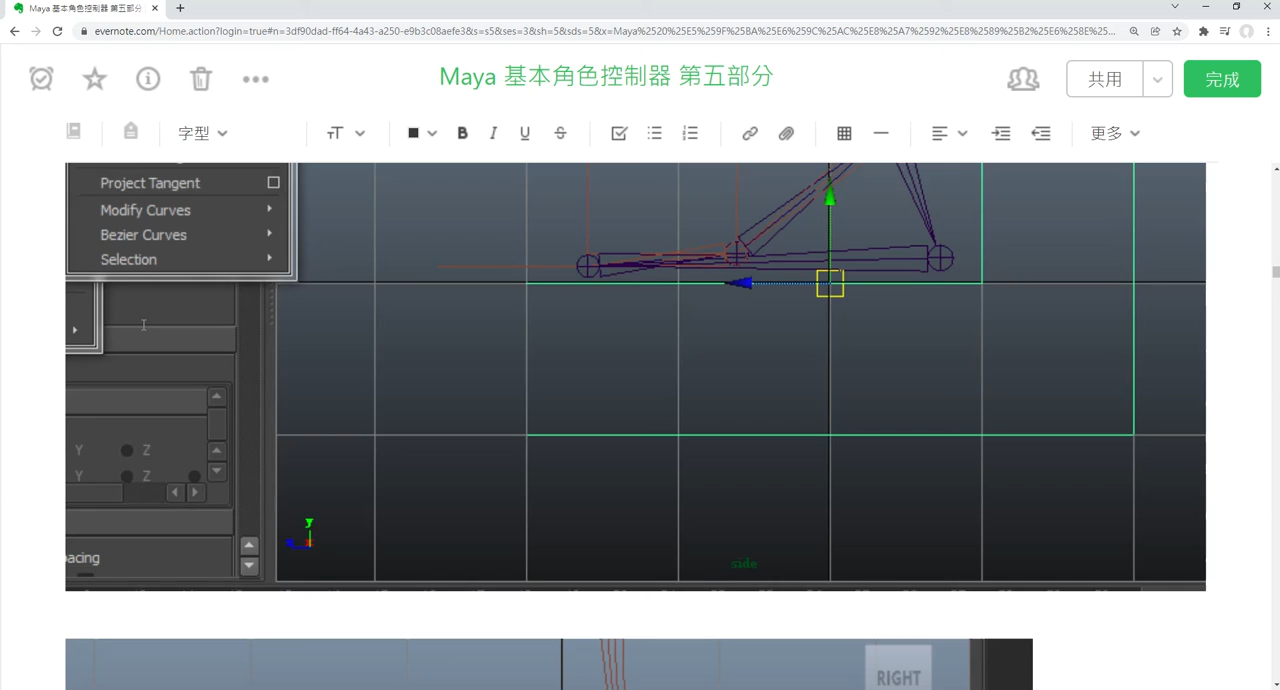 Maya 基本角色控制器 第五部分
evernote.com/Home.action?login=true#n=3df90dad-ff64-4a43-a250-e9b3c08aefe3&s=s5&ses=3&sh=5&sds=5&x=Maya%2520%25E5%259F%25BA%25E6%259C%25AC%25E8%25A7%2592%25E8%2589%25B2%25E6%258E%25...
Maya 基本角色控制器 第五部分
共用
完成
字型
更多
Project Tangent
Modify Curves
Bezier Curves
Selection
Y Z
Y Z
acing
y
side
RIGHT